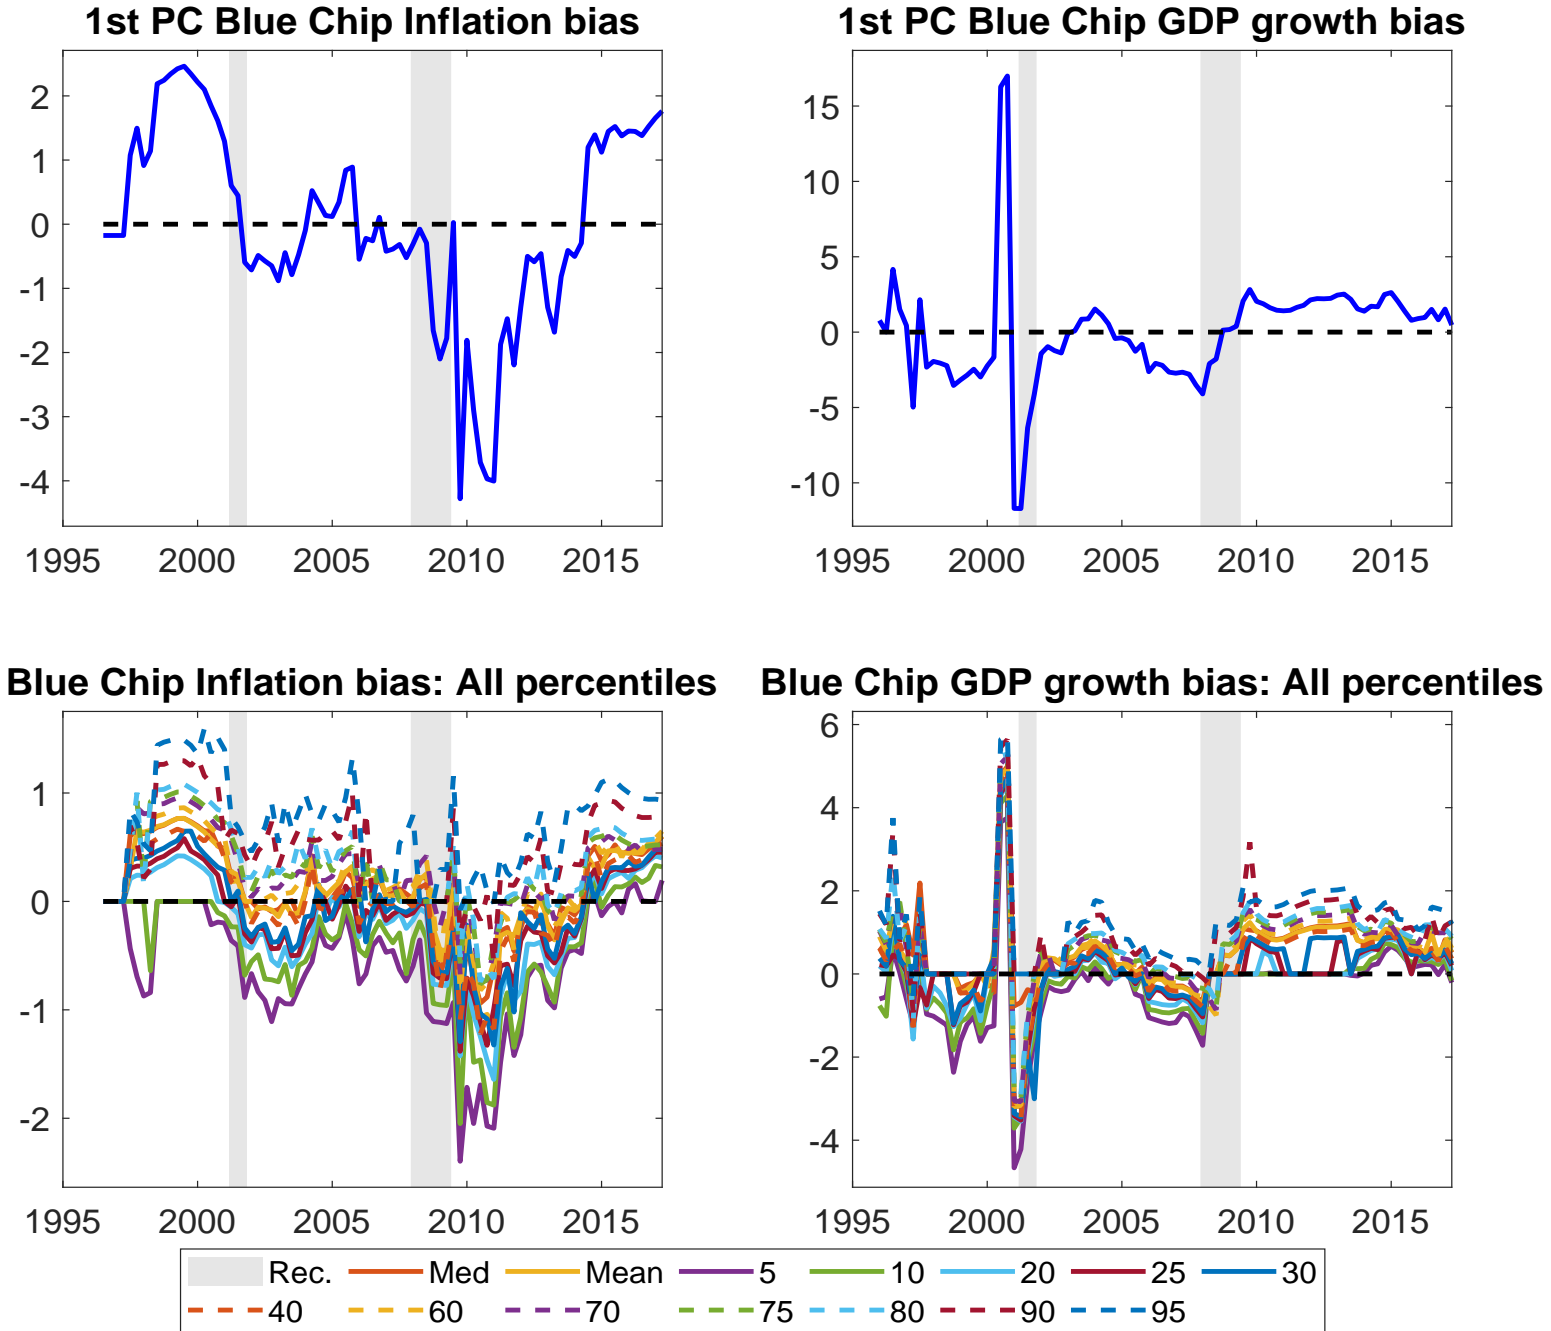 1st PC Blue Chip Inflation bias
2
1
0
-1
-2
-3
-4
1995 2000 2005 2010 2015
1st PC Blue Chip GDP growth bias
15
10
5
0
-5
-10
1995 2000 2005 2010 2015
Blue Chip Inflation bias: All percentiles
1
0
-1
-2
1995 2000 2005 2010 2015
Blue Chip GDP growth bias: All percentiles
6
4
2
0
-2
-4
1995 2000 2005 2010 2015
Rec. Med Mean 5 10 20 25 30
40 60 70 75 80 90 95